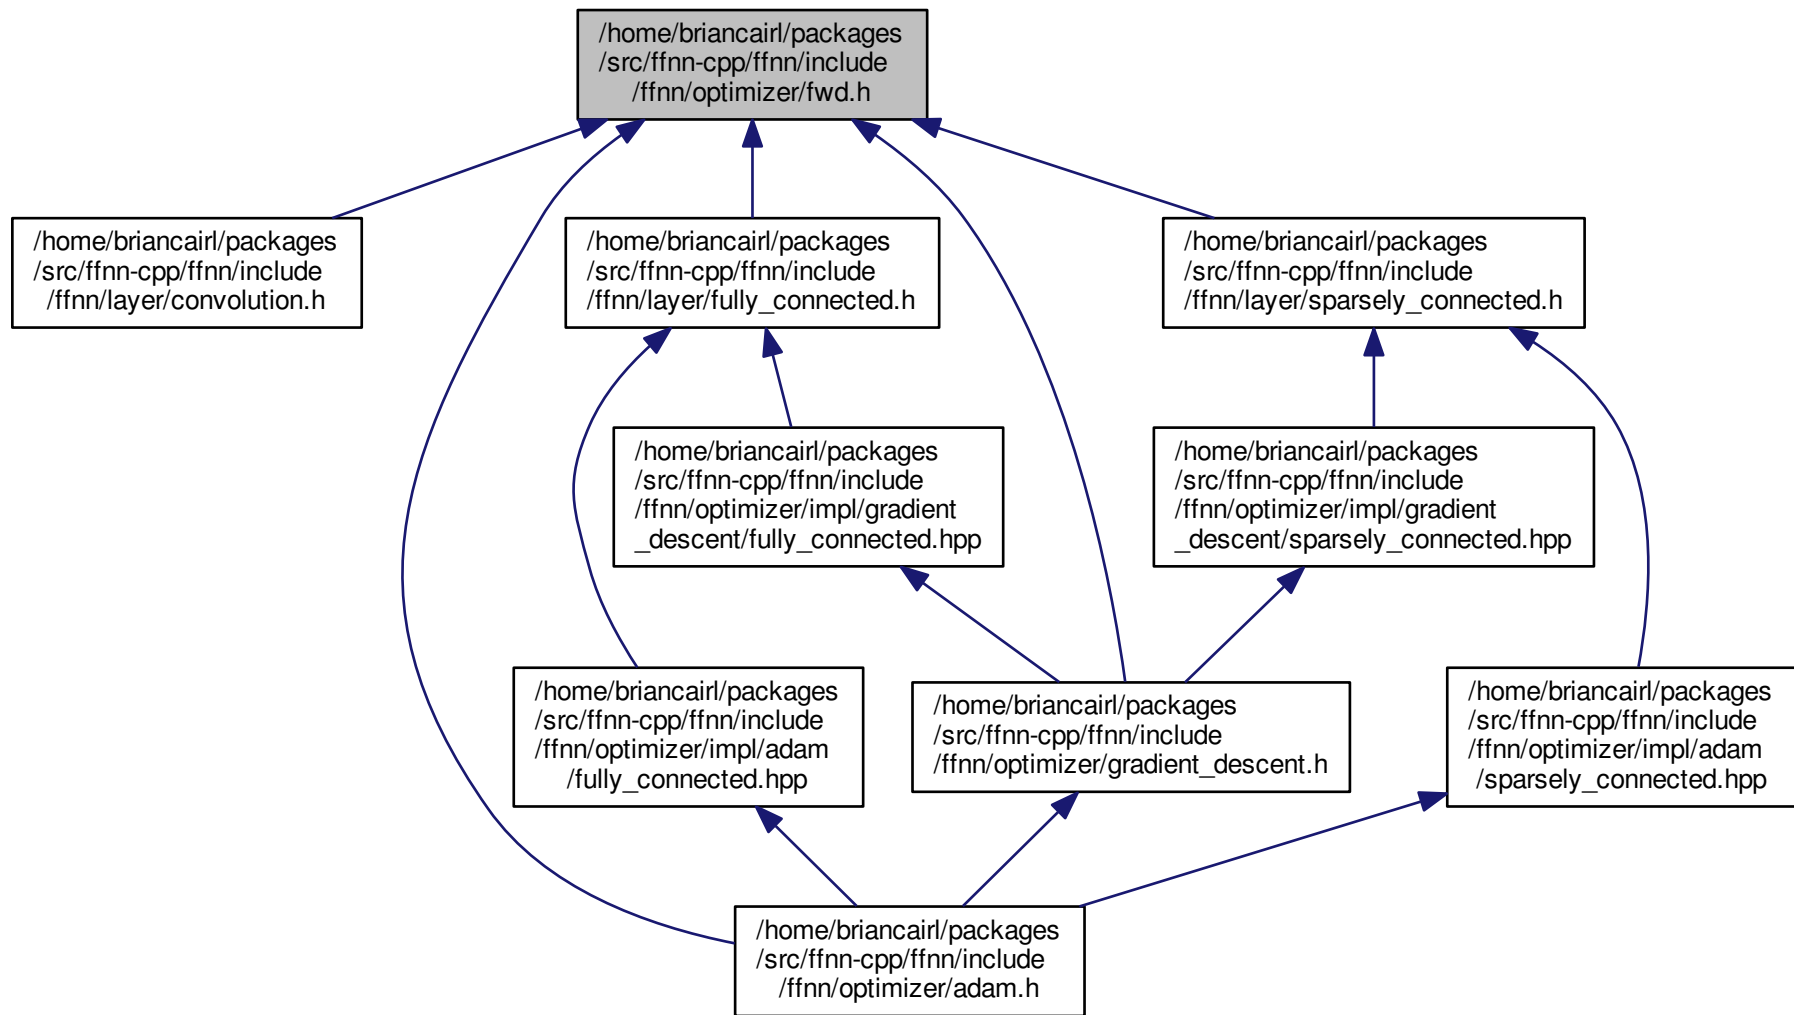 /home/briancairl/packages
/src/ffnn-cpp/ffnn/include
/ffnn/optimizer/fwd.h
/home/briancairl/packages
/src/ffnn-cpp/ffnn/include
/ffnn/layer/convolution.h
/home/briancairl/packages
/src/ffnn-cpp/ffnn/include
/ffnn/layer/fully_connected.h
/home/briancairl/packages
/src/ffnn-cpp/ffnn/include
/ffnn/layer/sparsely_connected.h
/home/briancairl/packages
/src/ffnn-cpp/ffnn/include
/ffnn/optimizer/impl/gradient
_descent/fully_connected.hpp
/home/briancairl/packages
/src/ffnn-cpp/ffnn/include
/ffnn/optimizer/impl/gradient
_descent/sparsely_connected.hpp
/home/briancairl/packages
/src/ffnn-cpp/ffnn/include
/ffnn/optimizer/impl/adam
/fully_connected.hpp
/home/briancairl/packages
/src/ffnn-cpp/ffnn/include
/ffnn/optimizer/gradient_descent.h
/home/briancairl/packages
/src/ffnn-cpp/ffnn/include
/ffnn/optimizer/impl/adam
/sparsely_connected.hpp
/home/briancairl/packages
/src/ffnn-cpp/ffnn/include
/ffnn/optimizer/adam.h